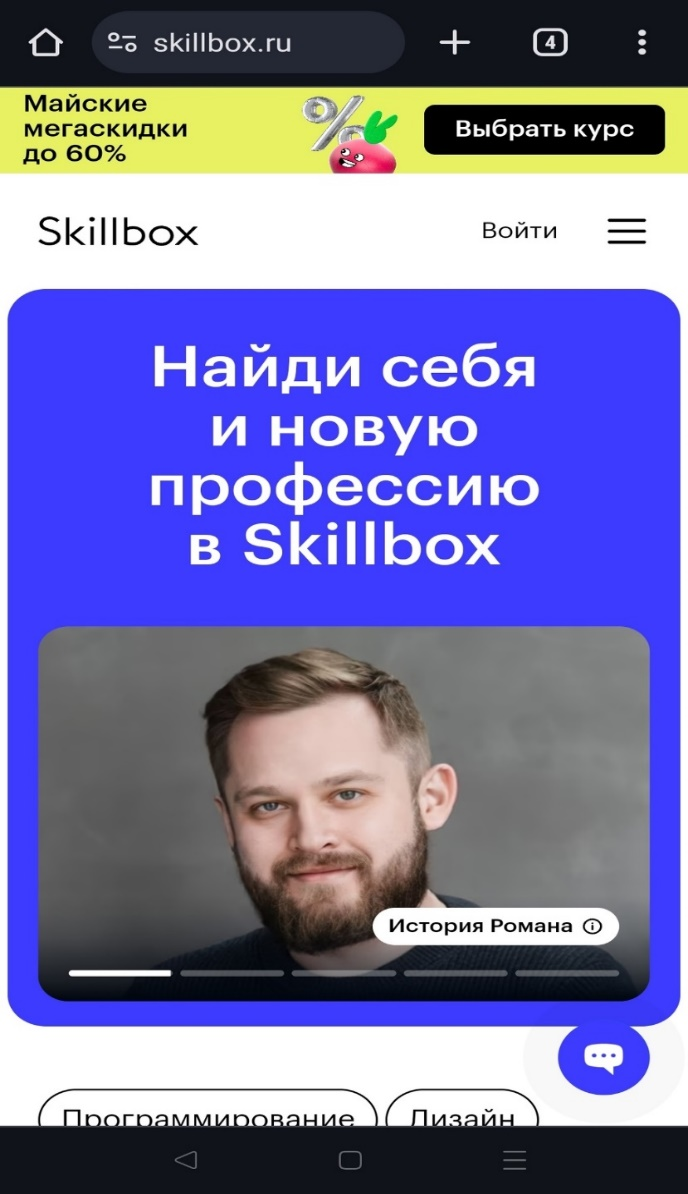 skillbox.ru
4
Майские
мегаскидки
до 60%
%
Выбрать курс
Skillbox
Войти
Найди себя
и новую
профессию
в Skillbox
История Романа
Программирование
Дизайн